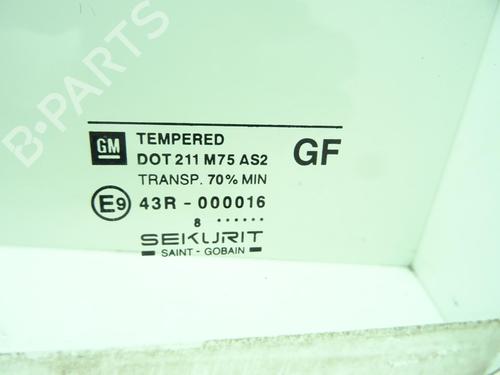 B-PARTS
GM TEMPERED
DOT 211 M75 AS2 GF
TRANSP. 70% MIN
E9 43R - 000016
8 ······
SEKURIT
SAINT - GOBAIN